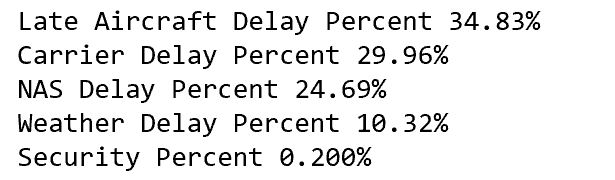 Late Aircraft Delay Percent 34.83%
Carrier Delay Percent 29.96%
NAS Delay Percent 24.69%
Weather Delay Percent 10.32%
Security Percent 0.200%